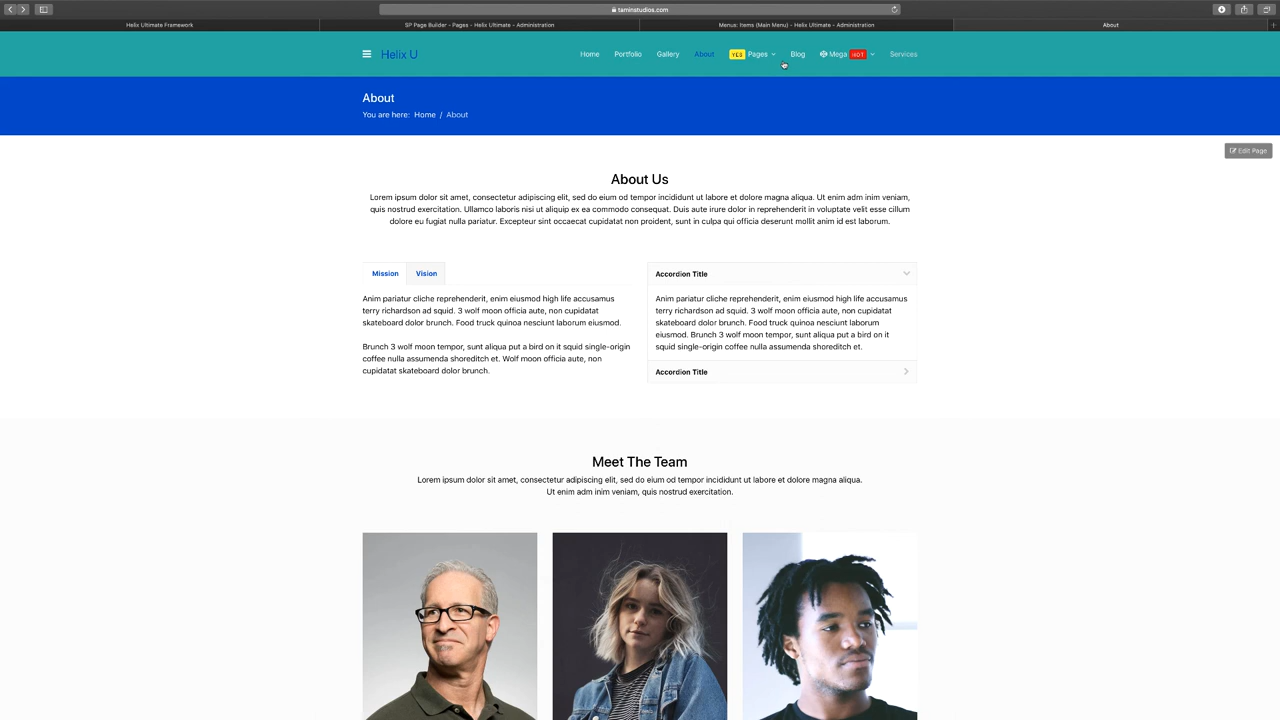 taminstudios.com
Helix Ultimate Framework
SP Page Builder - Pages - Helix Ultimate - Administration
Menus: Items (Main Menu) - Helix Ultimate - Administration
About
Helix U
Home
Portfolio
Gallery
About
YES Pages
Blog
Mega HOT
Services
About
You are here: Home / About
Edit Page
About Us
Lorem ipsum dolor sit amet, consectetur adipiscing elit, sed do eium od tempor incididunt ut labore et dolore magna aliqua. Ut enim adm inim veniam,
quis nostrud exercitation. Ullamco laboris nisi ut aliquip ex ea commodo consequat. Duis aute irure dolor in reprehenderit in voluptate velit esse cillum
dolore eu fugiat nulla pariatur. Excepteur sint occaecat cupidatat non proident, sunt in culpa qui officia deserunt mollit anim id est laborum.
Mission
Vision
Anim pariatur cliche reprehenderit, enim eiusmod high life accusamus
terry richardson ad squid. 3 wolf moon officia aute, non cupidatat
skateboard dolor brunch. Food truck quinoa nesciunt laborum eiusmod.
Brunch 3 wolf moon tempor, sunt aliqua put a bird on it squid single-origin
coffee nulla assumenda shoreditch et. Wolf moon officia aute, non
cupidatat skateboard dolor brunch.
Accordion Title
Anim pariatur cliche reprehenderit, enim eiusmod high life accusamus
terry richardson ad squid. 3 wolf moon officia aute, non cupidatat
skateboard dolor brunch. Food truck quinoa nesciunt laborum
eiusmod. Brunch 3 wolf moon tempor, sunt aliqua put a bird on it
squid single-origin coffee nulla assumenda shoreditch et.
Accordion Title
Meet The Team
Lorem ipsum dolor sit amet, consectetur adipiscing elit, sed do eiusmod tempor incididunt ut labore et dolore magna aliqua.
Ut enim adm inim veniam, quis nostrud exercitation.